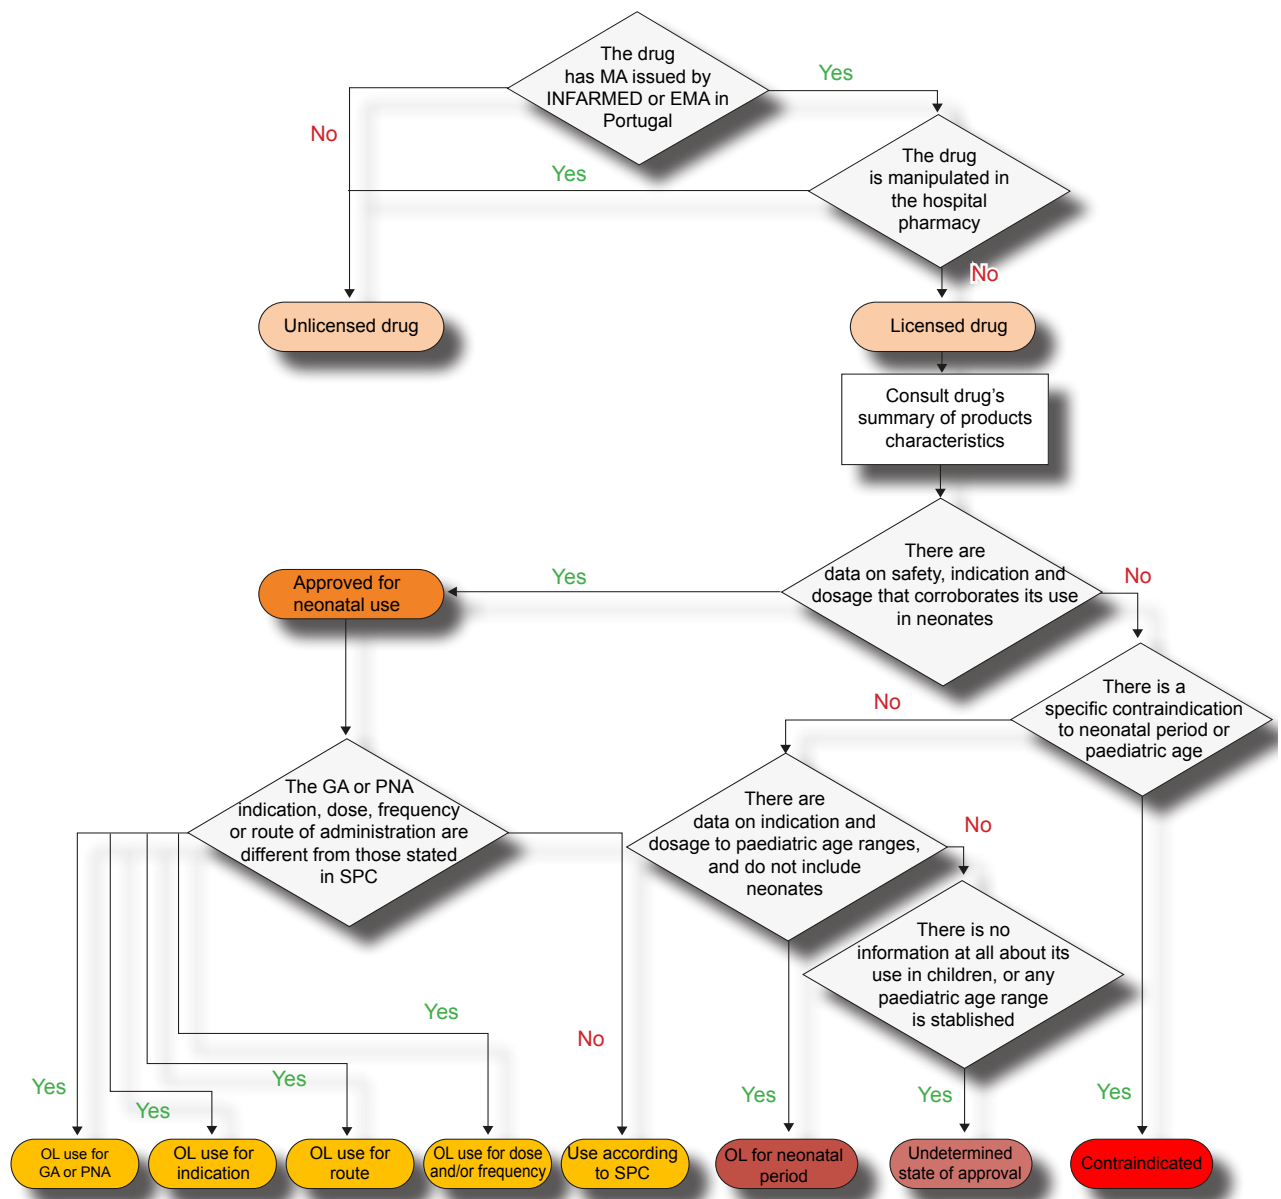 The drug
has MA issued by
INFARMED or EMA in
Portugal
Yes
No
The drug
is manipulated in
the hospital
pharmacy
Yes
No
Unlicensed drug
Licensed drug
Consult drug's
summary of products
characteristics
There are
data on safety, indication and
dosage that corroborates its use
in neonates
Yes
No
Approved for
neonatal use
There is a
specific contraindication
to neonatal period or
paediatric age
No
The GA or PNA
indication, dose, frequency
or route of administration are
different from those stated
in SPC
There are
data on indication and
dosage to paediatric age ranges,
and do not include
neonates
No
There is no
information at all about its
use in children, or any
paediatric age range
is stablished
Yes
No
Yes
Yes
Yes
Yes
Yes
Yes
OL use for
GA or PNA
OL use for
indication
OL use for
route
OL use for dose
and/or frequency
Use according
to SPC
OL for neonatal
period
Undetermined
state of approval
Contraindicated